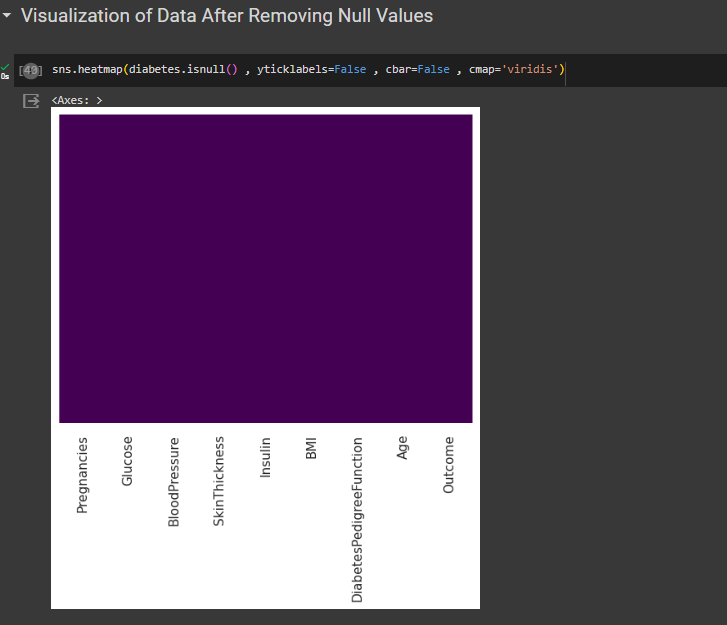 Visualization of Data After Removing Null Values
[49] sns.heatmap(diabetes.isnull() , yticklabels=False , cbar=False , cmap='viridis')
0s
<Axes: >
Pregnancies
Glucose
BloodPressure
SkinThickness
Insulin
BMI
DiabetesPedigreeFunction
Age
Outcome